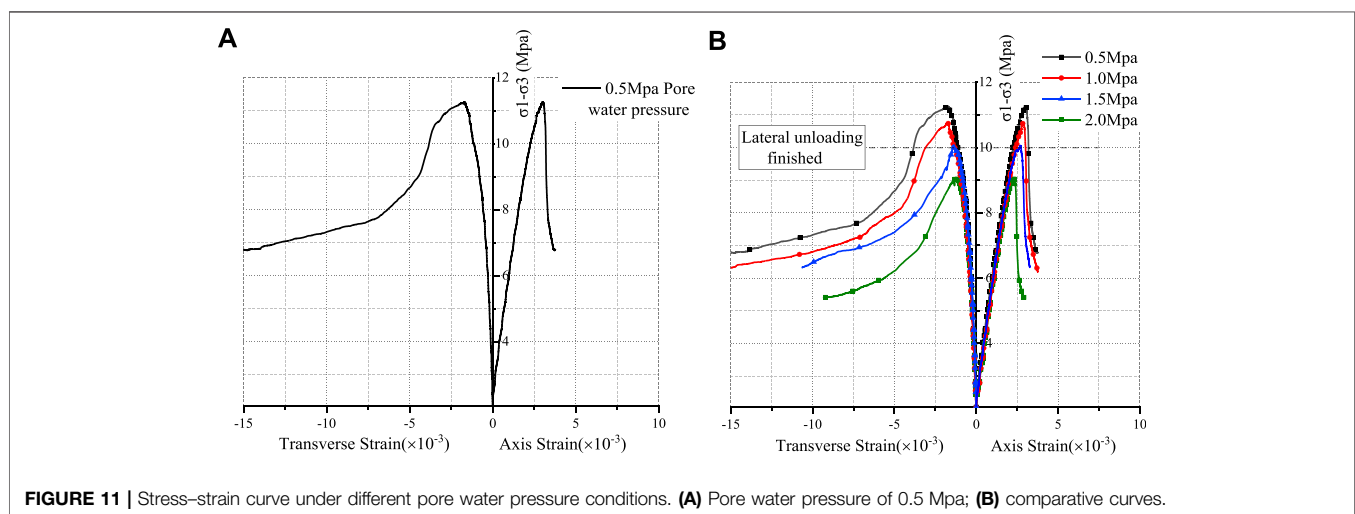 A
σ1-σ3 (Mpa)
12
11
10
9
8
7
6
5
4
0.5Mpa Pore
water pressure
-15
-10
-5
0
5
10
Transverse Strain(×10-3)
Axis Strain(×10-3)
B
σ1-σ3 (Mpa)
12
10
8
6
4
0.5Mpa
1.0Mpa
1.5Mpa
2.0Mpa
Lateral unloading
finished
-15
-10
-5
0
5
10
Transverse Strain(×10-3)
Axis Strain(×10-3)
FIGURE 11 | Stress–strain curve under different pore water pressure conditions. (A) Pore water pressure of 0.5 Mpa; (B) comparative curves.